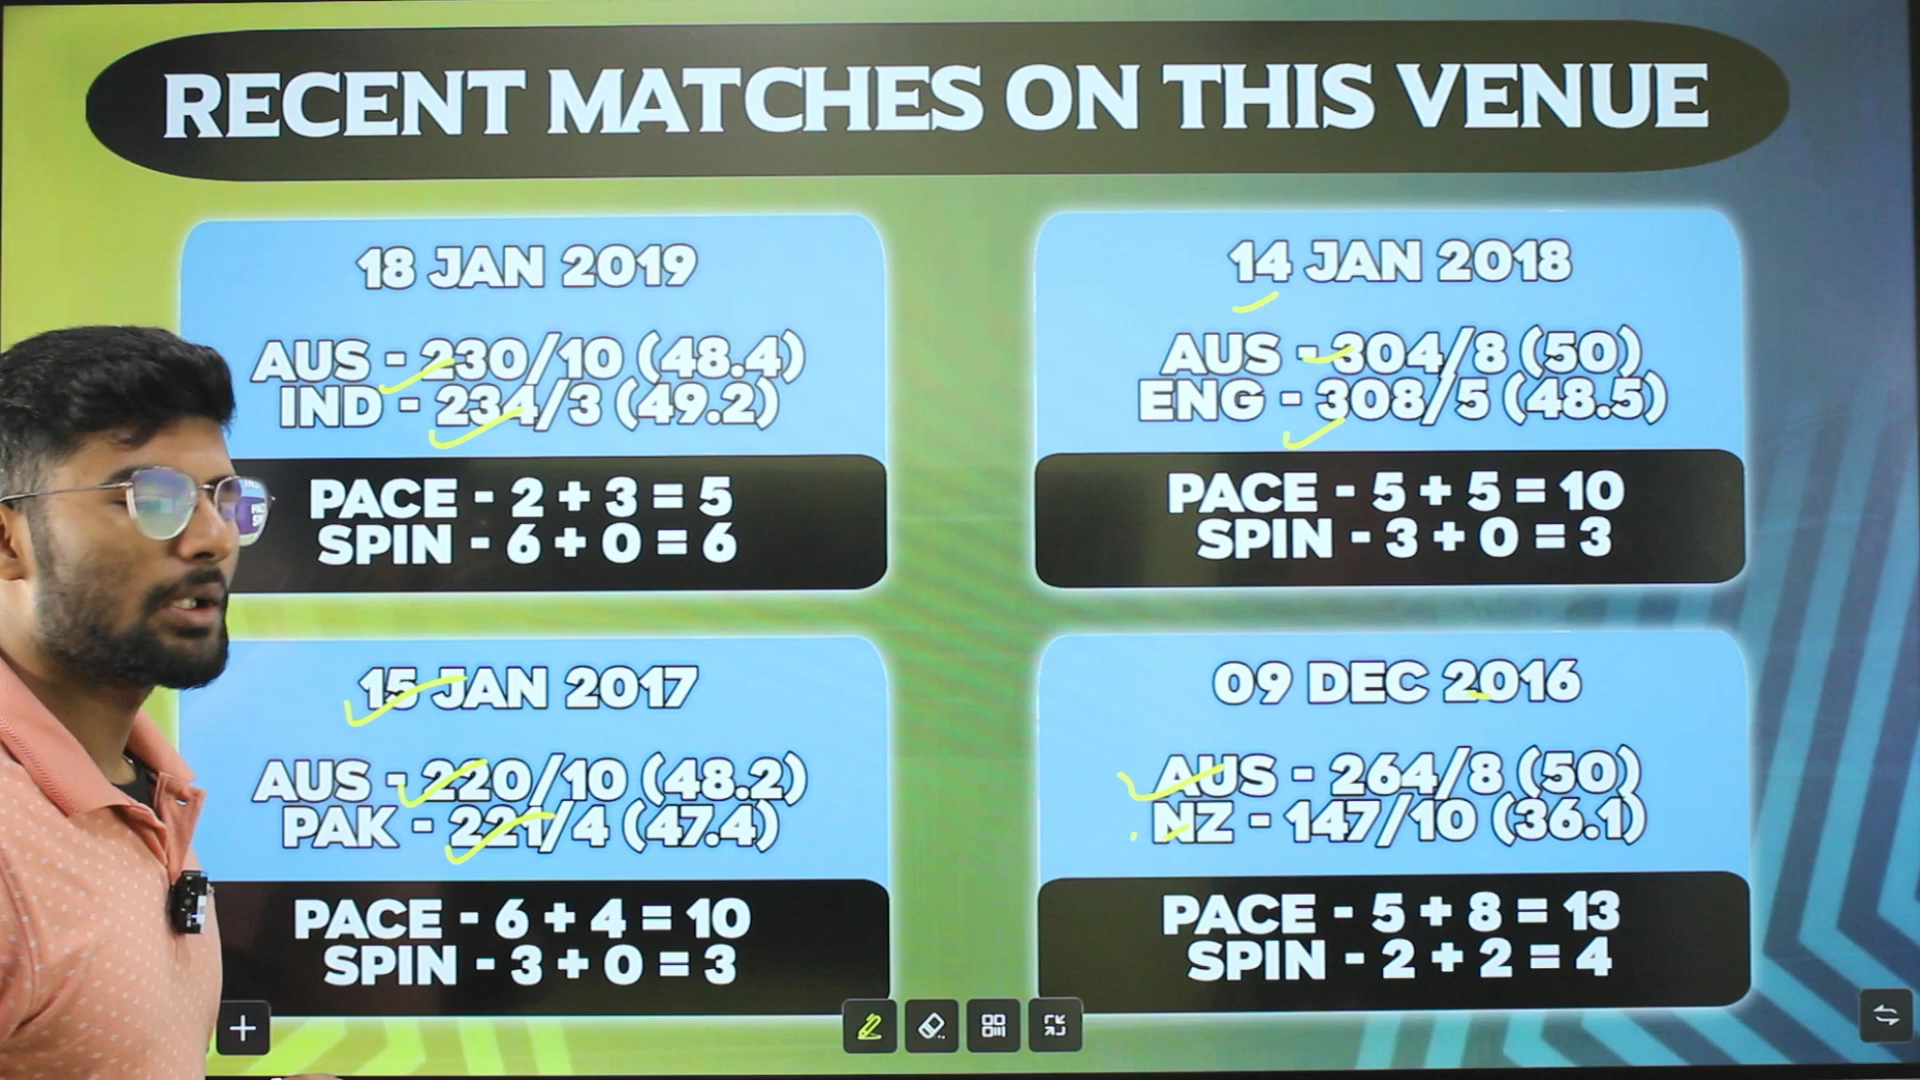 RECENT MATCHES ON THIS VENUE
18 JAN 2019
AUS - 230/10 (48.4)
IND - 234/3 (49.2)
PACE - 2 + 3 = 5
SPIN - 6 + 0 = 6
14 JAN 2018
AUS - 304/8 (50)
ENG - 308/5 (48.5)
PACE - 5 + 5 = 10
SPIN - 3 + 0 = 3
15 JAN 2017
AUS - 220/10 (48.2)
PAK - 221/4 (47.4)
PACE - 6 + 4 = 10
SPIN - 3 + 0 = 3
09 DEC 2016
AUS - 264/8 (50)
NZ - 147/10 (36.1)
PACE - 5 + 8 = 13
SPIN - 2 + 2 = 4